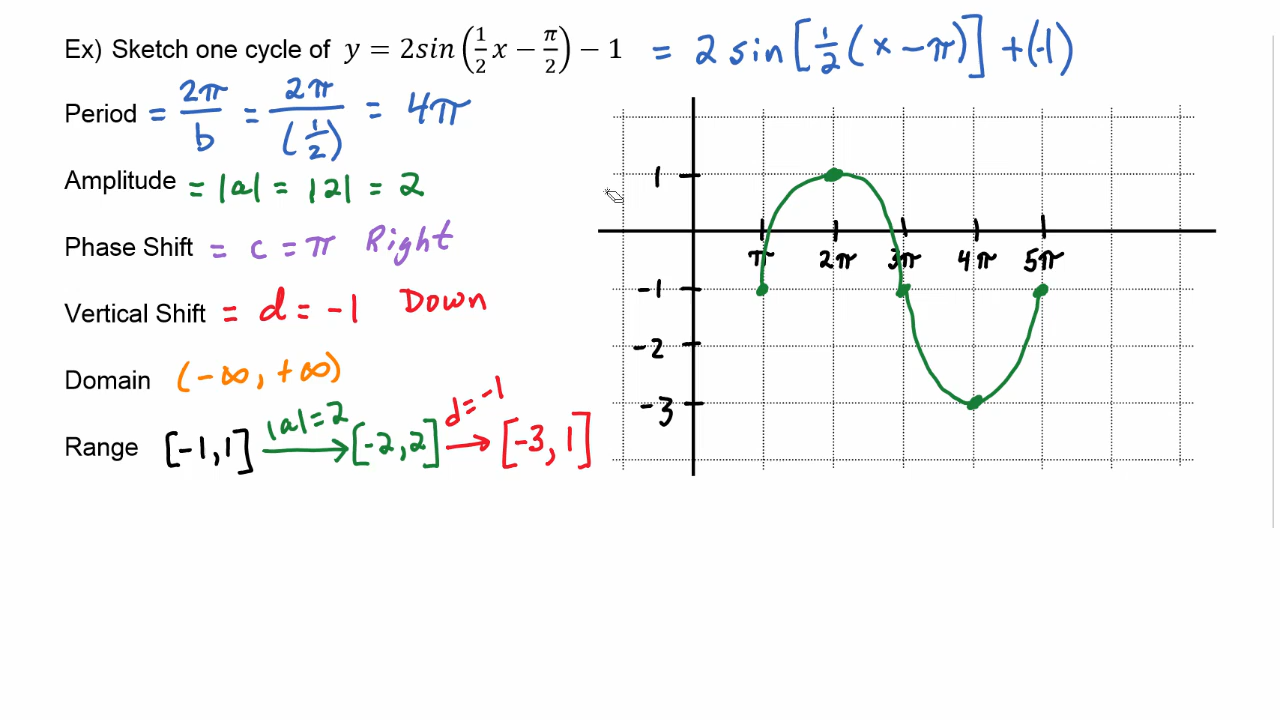 Ex) Sketch one cycle of y = 2sin(1/2 x − π/2) − 1 = 2 sin[1/2(x − π)] + (-1)
Period = 2π/b = 2π/(1/2) = 4π
Amplitude = |a| = |2| = 2
Phase Shift = c = π Right
Vertical Shift = d = -1 Down
Domain (-∞, +∞)
Range [-1,1] |a|=2 → [-2,2] d=-1 → [-3,1]
1
π 2π 3π 4π 5π
-1
-2
-3